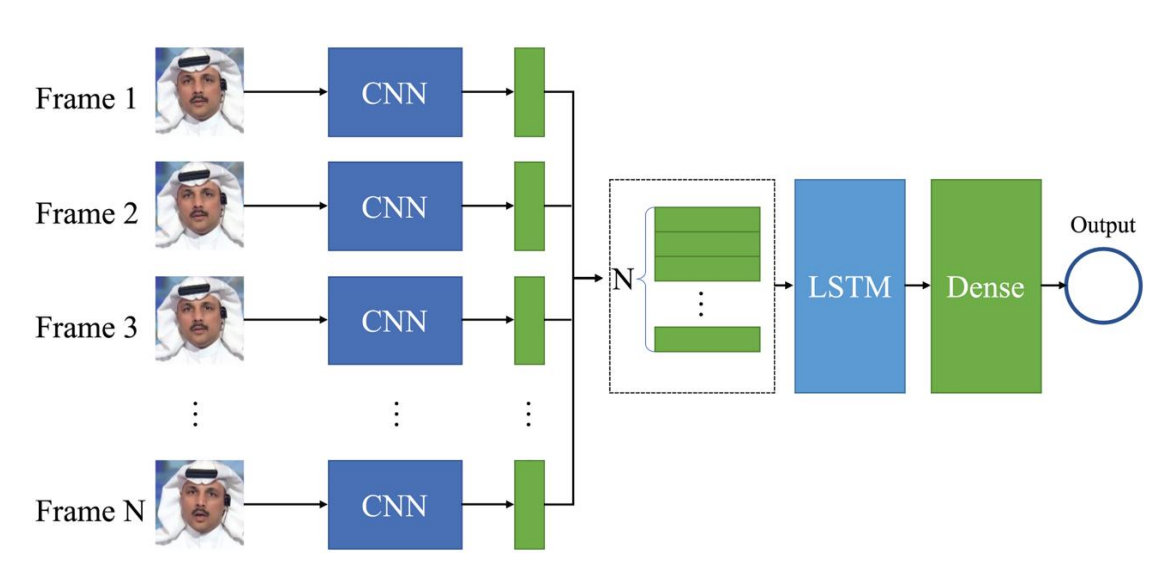 Frame 1
CNN
Frame 2
CNN
Frame 3
CNN
Frame N
CNN
N
LSTM
Dense
Output